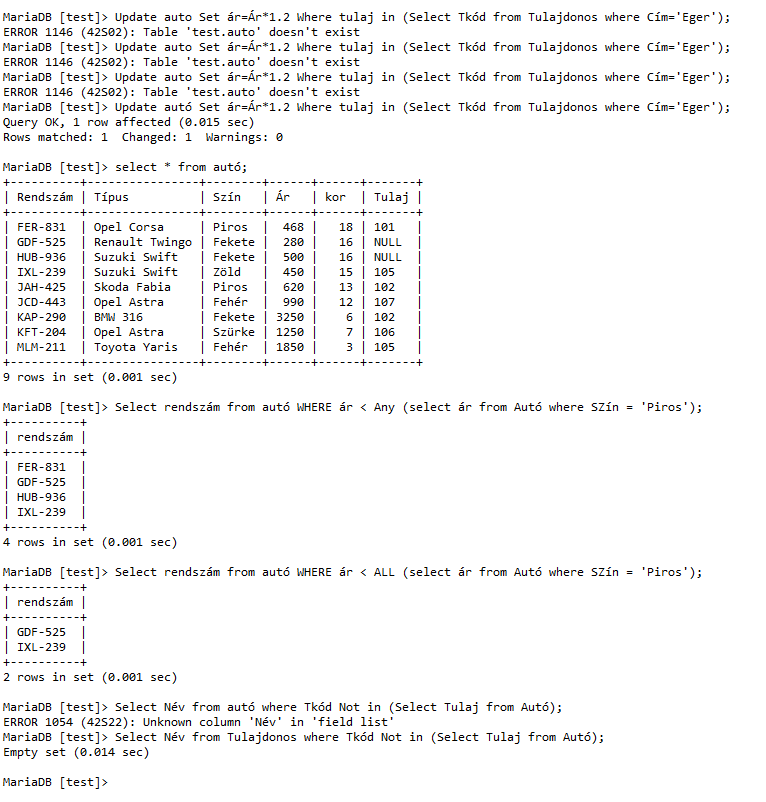 MariaDB [test]> Update auto Set ár=Ár*1.2 Where tulaj in (Select Tkód from Tulajdonos where Cím='Eger');
ERROR 1146 (42S02): Table 'test.auto' doesn't exist
MariaDB [test]> Update auto Set ár=Ár*1.2 Where tulaj in (Select Tkód from Tulajdonos where Cím='Eger');
ERROR 1146 (42S02): Table 'test.auto' doesn't exist
MariaDB [test]> Update auto Set ár=Ár*1.2 Where tulaj in (Select Tkód from Tulajdonos where Cím='Eger');
ERROR 1146 (42S02): Table 'test.auto' doesn't exist
MariaDB [test]> Update autó Set ár=Ár*1.2 Where tulaj in (Select Tkód from Tulajdonos where Cím='Eger');
Query OK, 1 row affected (0.015 sec)
Rows matched: 1  Changed: 1  Warnings: 0

MariaDB [test]> select * from autó;
+----------+----------------+--------+------+------+-------+
| Rendszám | Típus          | Szín   | Ár   | kor  | Tulaj |
+----------+----------------+--------+------+------+-------+
| FER-831  | Opel Corsa     | Piros  |  468 |   18 | 101   |
| GDF-525  | Renault Twingo | Fekete |  280 |   16 | NULL  |
| HUB-936  | Suzuki Swift   | Fekete |  500 |   16 | NULL  |
| IXL-239  | Suzuki Swift   | Zöld   |  450 |   15 | 105   |
| JAH-425  | Skoda Fabia    | Piros  |  620 |   13 | 102   |
| JCD-443  | Opel Astra     | Fehér  |  990 |   12 | 107   |
| KAP-290  | BMW 316        | Fekete | 3250 |    6 | 102   |
| KFT-204  | Opel Astra     | Szürke | 1250 |    7 | 106   |
| MLM-211  | Toyota Yaris   | Fehér  | 1850 |    3 | 105   |
+----------+----------------+--------+------+------+-------+
9 rows in set (0.001 sec)

MariaDB [test]> Select rendszám from autó WHERE ár < Any (select ár from Autó where SZín = 'Piros');
+----------+
| rendszám |
+----------+
| FER-831  |
| GDF-525  |
| HUB-936  |
| IXL-239  |
+----------+
4 rows in set (0.001 sec)

MariaDB [test]> Select rendszám from autó WHERE ár < ALL (select ár from Autó where SZín = 'Piros');
+----------+
| rendszám |
+----------+
| GDF-525  |
| IXL-239  |
+----------+
2 rows in set (0.001 sec)

MariaDB [test]> Select Név from autó where Tkód Not in (Select Tulaj from Autó);
ERROR 1054 (42S22): Unknown column 'Név' in 'field list'
MariaDB [test]> Select Név from Tulajdonos where Tkód Not in (Select Tulaj from Autó);
Empty set (0.014 sec)

MariaDB [test]>